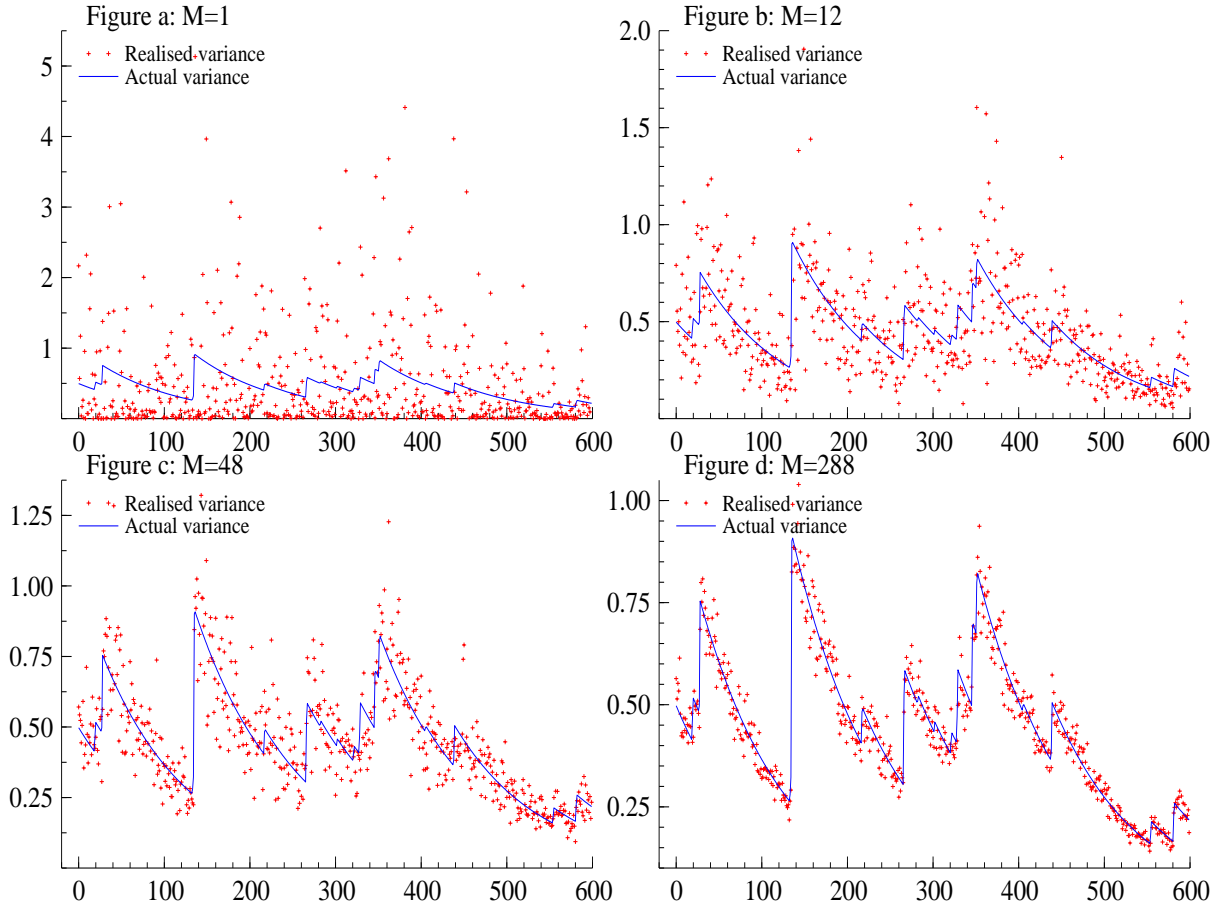 Figure a: M=1
Realised variance
Actual variance
5
4
3
2
1
0 100 200 300 400 500 600
Figure b: M=12
Realised variance
Actual variance
2.0
1.5
1.0
0.5
0 100 200 300 400 500 600
Figure c: M=48
Realised variance
Actual variance
1.25
1.00
0.75
0.50
0.25
0 100 200 300 400 500 600
Figure d: M=288
Realised variance
Actual variance
1.00
0.75
0.50
0.25
0 100 200 300 400 500 600